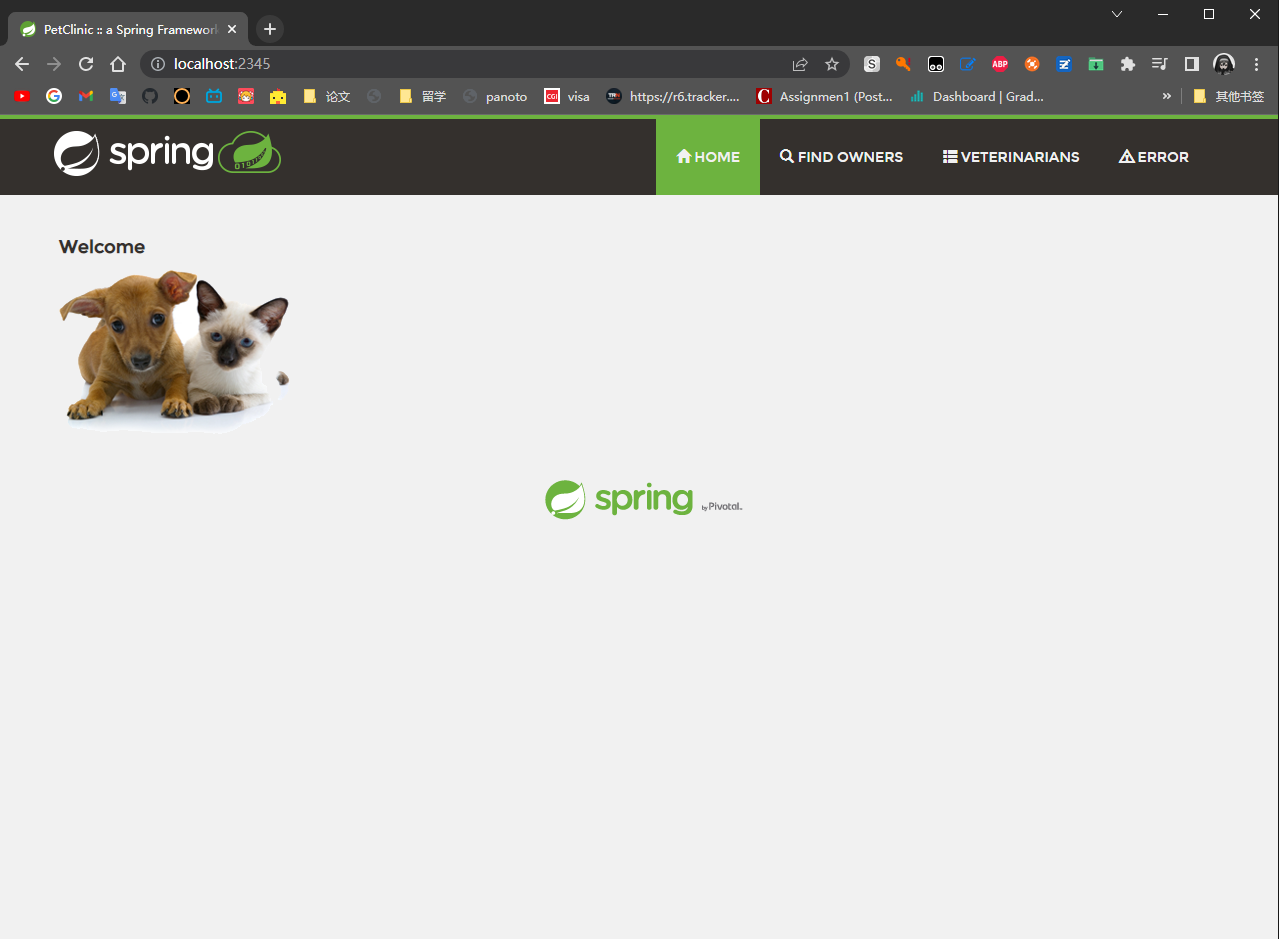 PetClinic :: a Spring Framework
localhost:2345
论文
留学
panoto
visa
https://r6.tracker....
Assignmen1 (Post...
Dashboard | Grad...
»
其他书签
spring
HOME
FIND OWNERS
VETERINARIANS
ERROR
Welcome
spring by Pivotal™